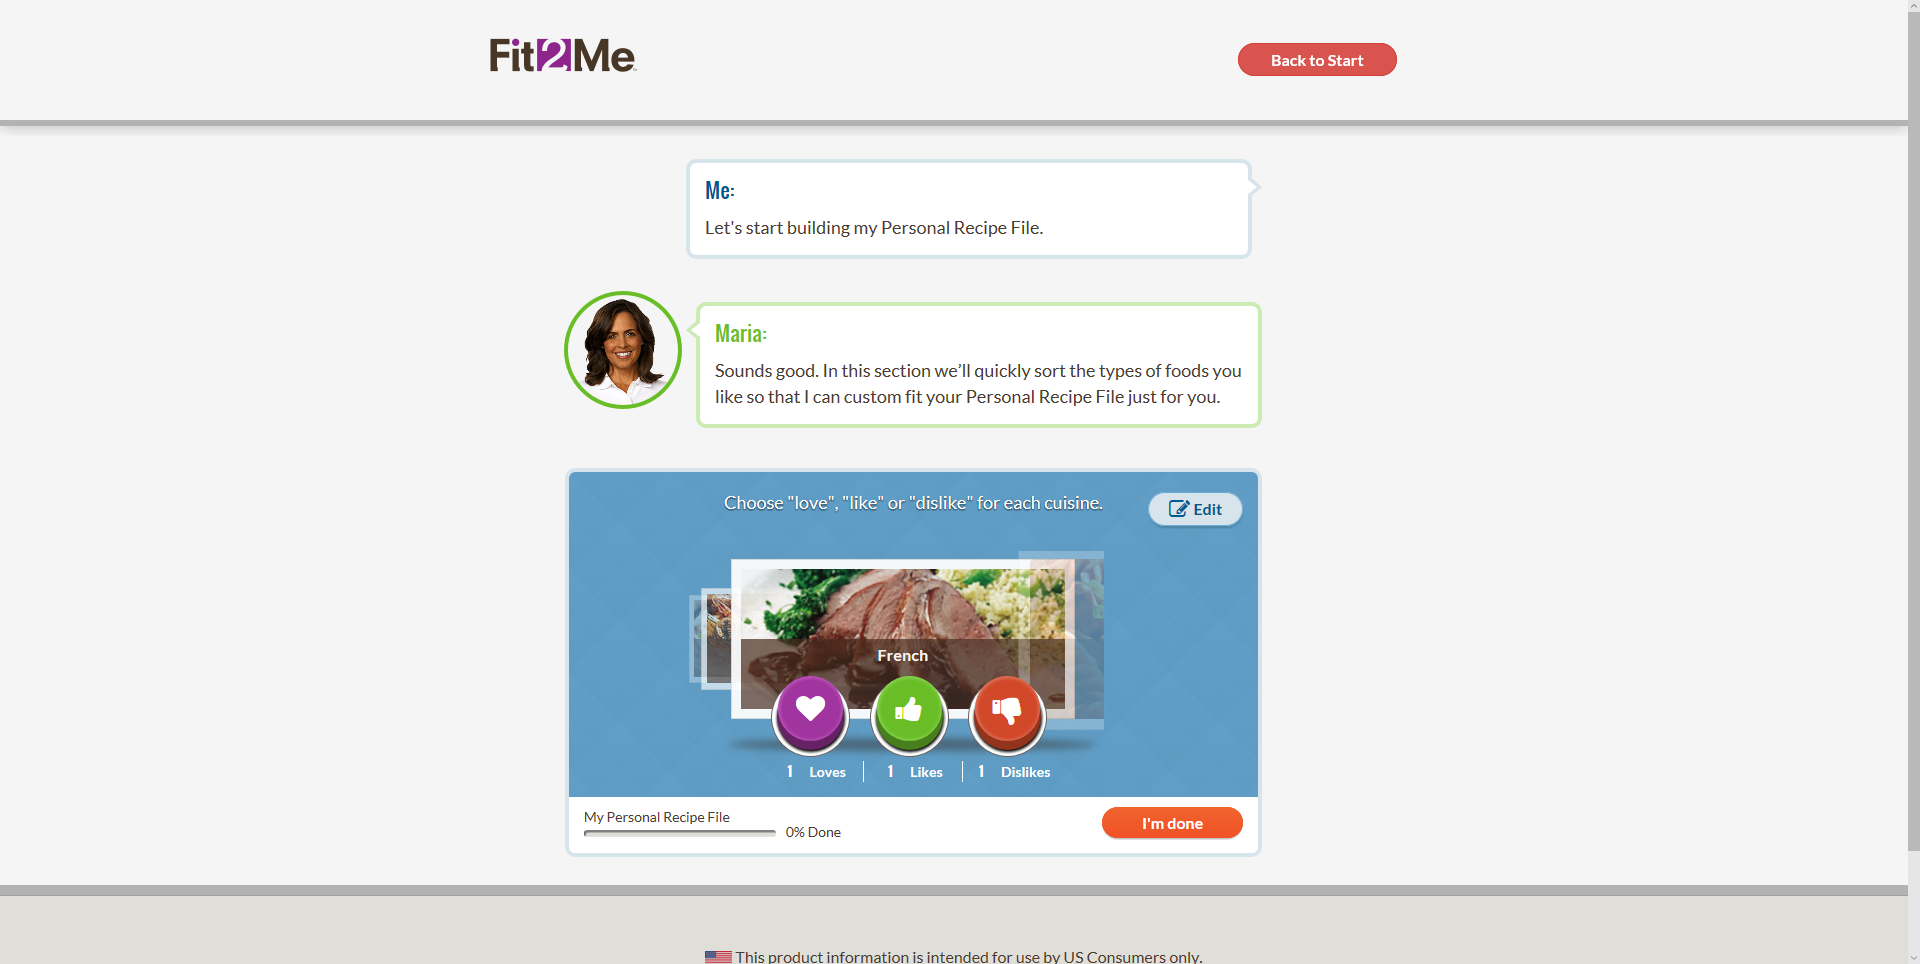 Fit2Me
Back to Start
Me:
Let's start building my Personal Recipe File.
Maria:
Sounds good. In this section we’ll quickly sort the types of foods you
like so that I can custom fit your Personal Recipe File just for you.
Choose "love", "like" or "dislike" for each cuisine.
Edit
French
1 Loves
1 Likes
1 Dislikes
My Personal Recipe File
0% Done
I'm done
This product information is intended for use by US Consumers only.